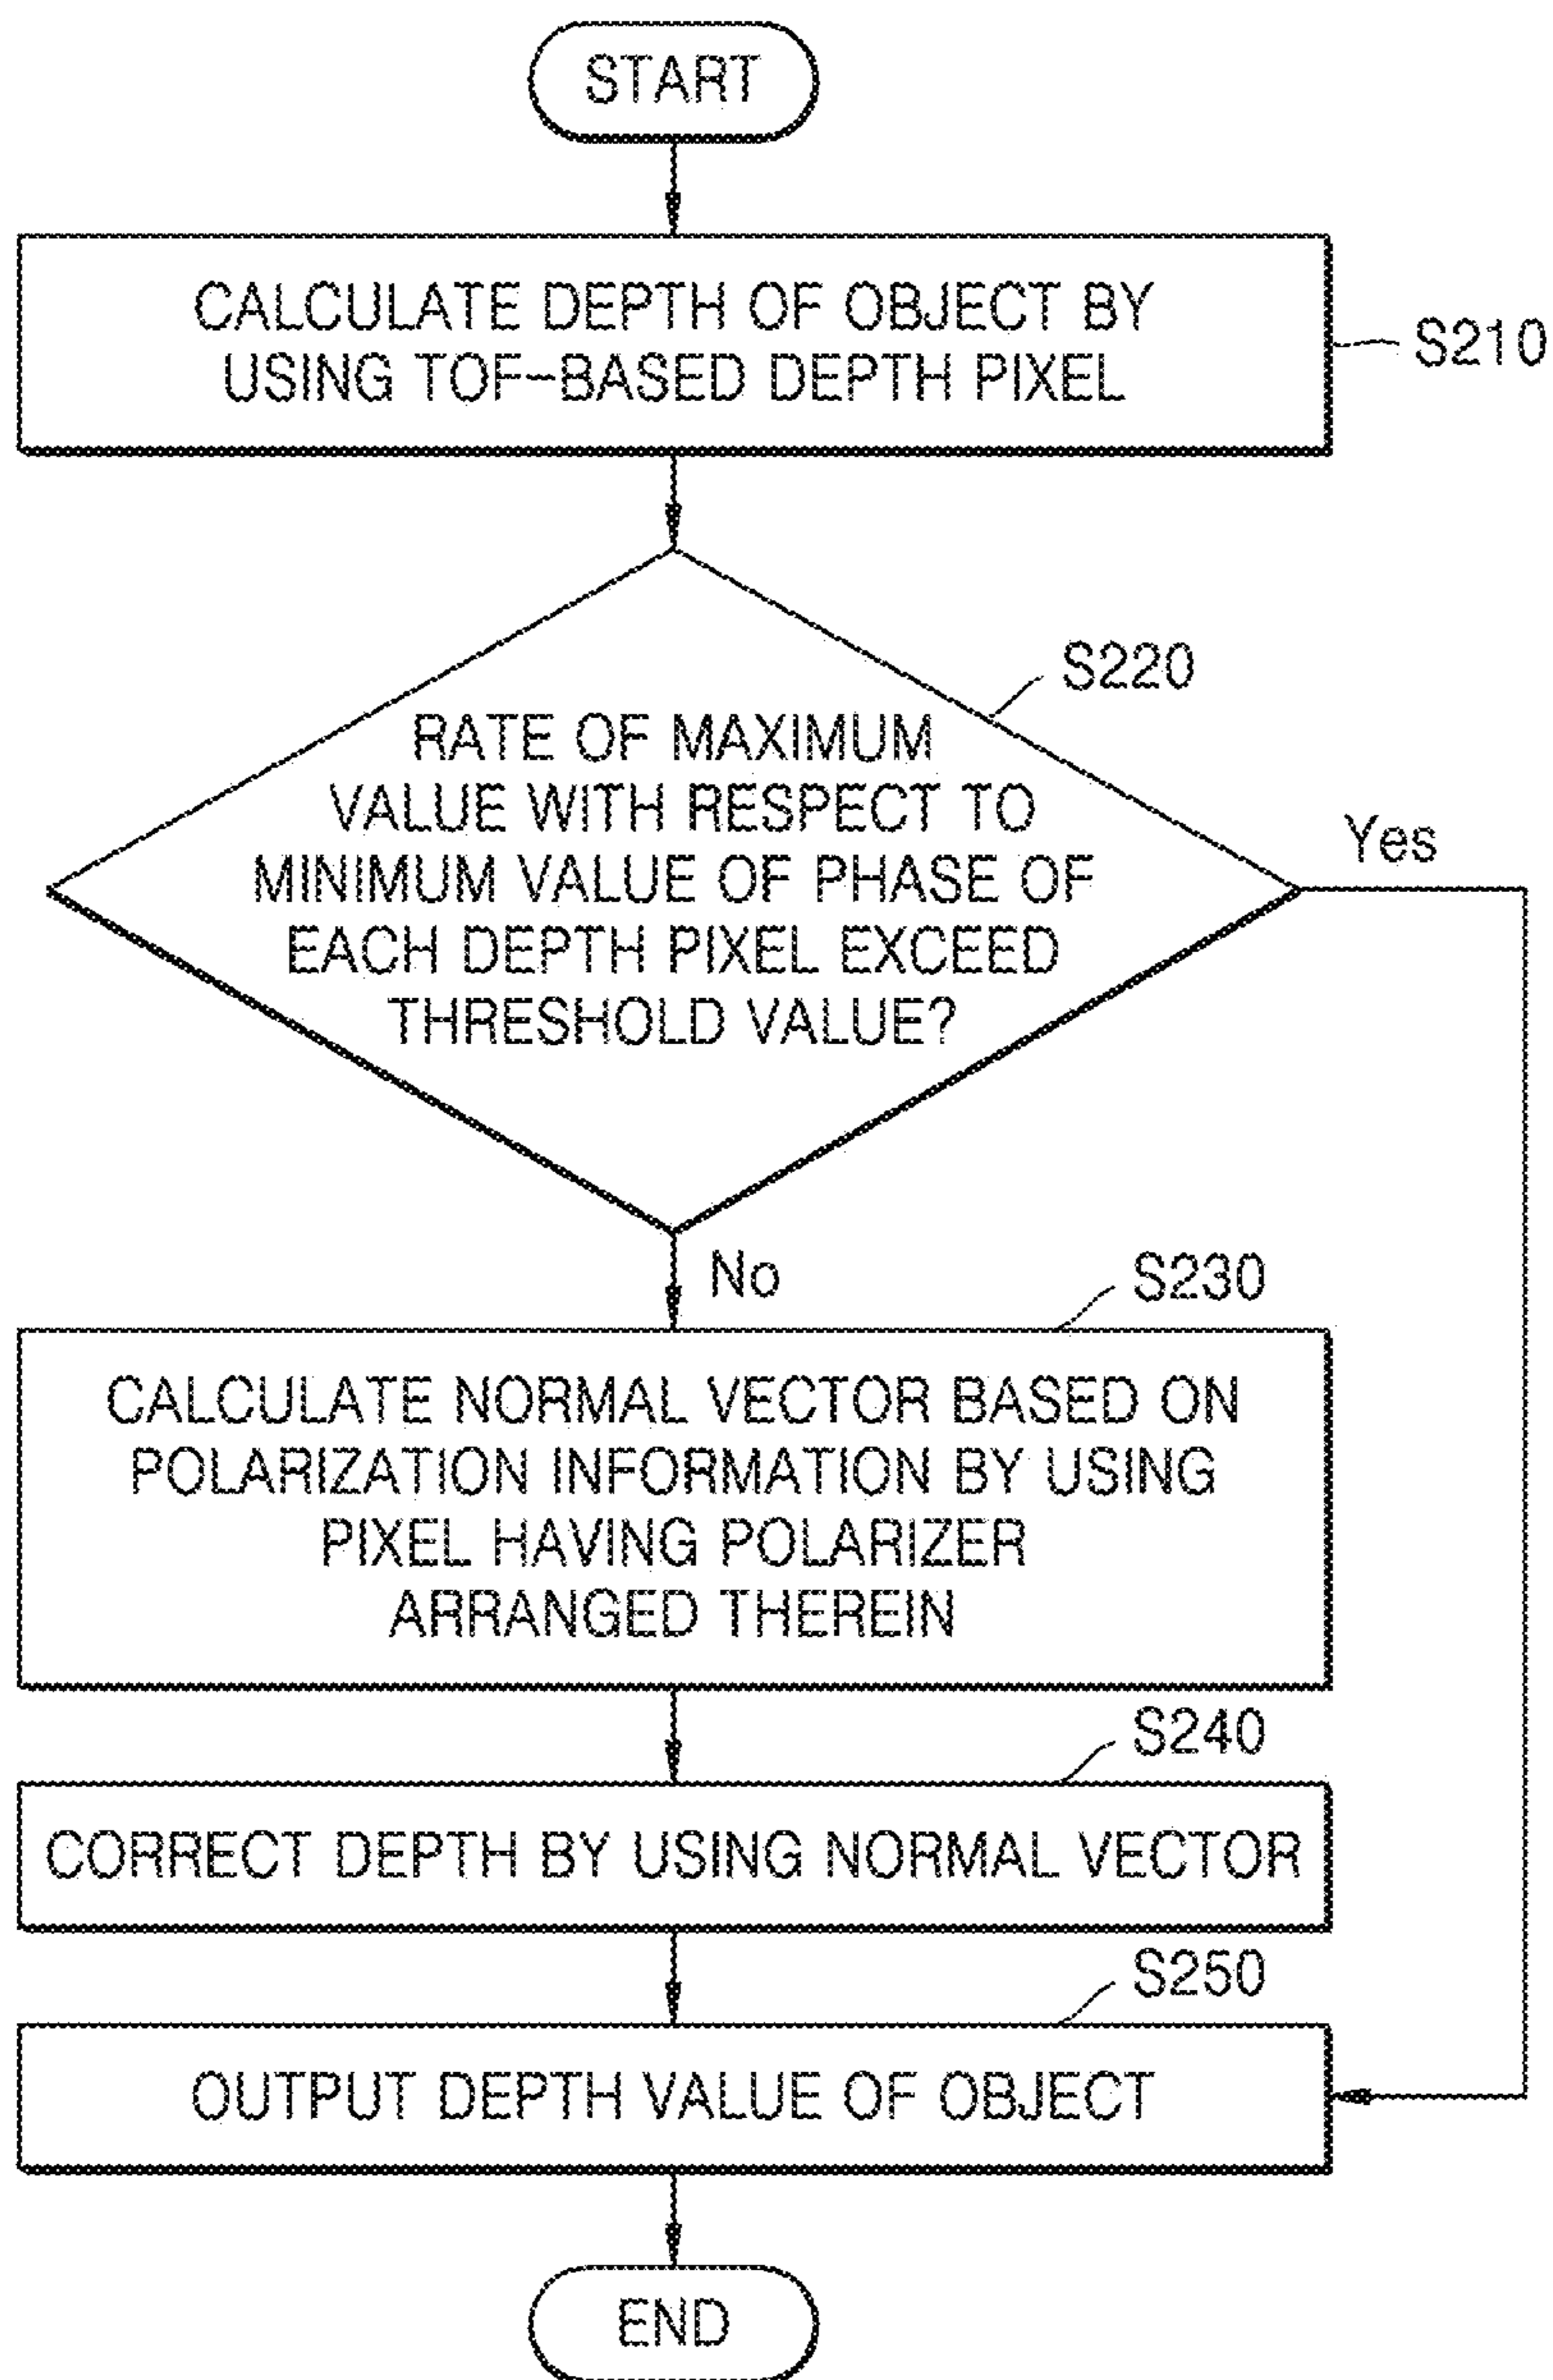 START
CALCULATE DEPTH OF OBJECT BY
USING TOF-BASED DEPTH PIXEL
S210
S220
RATE OF MAXIMUM
VALUE WITH RESPECT TO
MINIMUM VALUE OF PHASE OF
EACH DEPTH PIXEL EXCEED
THRESHOLD VALUE?
Yes
No
S230
CALCULATE NORMAL VECTOR BASED ON
POLARIZATION INFORMATION BY USING
PIXEL HAVING POLARIZER
ARRANGED THEREIN
S240
CORRECT DEPTH BY USING NORMAL VECTOR
S250
OUTPUT DEPTH VALUE OF OBJECT
END